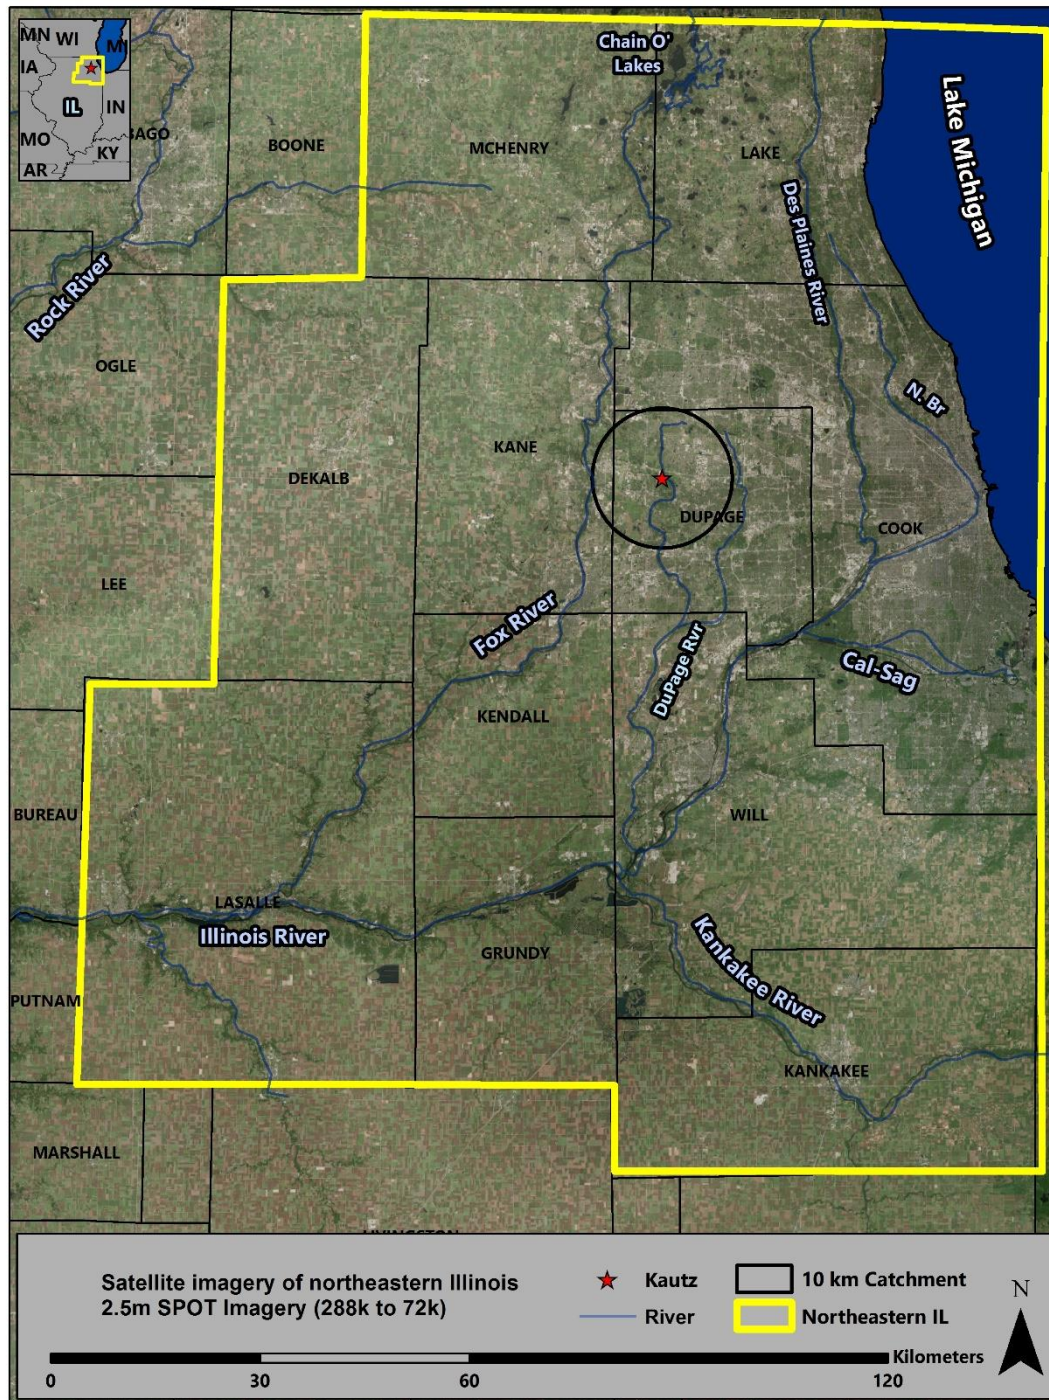 MN
WI
MI
IA
IL
IN
MO
KY
AR
BAGO
BOONE
MCHENRY
Chain O'
Lakes
LAKE
Lake Michigan
Des Plaines River
Rock River
OGLE
N. Br
KANE
DEKALB
DUPAGE
COOK
LEE
Fox River
DuPage Rvr
Cal-Sag
KENDALL
BUREAU
WILL
LASALLE
Illinois River
GRUNDY
Kankakee River
PUTNAM
KANKAKEE
MARSHALL
Satellite imagery of northeastern Illinois
2.5m SPOT Imagery (288k to 72k)
Kautz
10 km Catchment
River
Northeastern IL
N
Kilometers
0 30 60 120